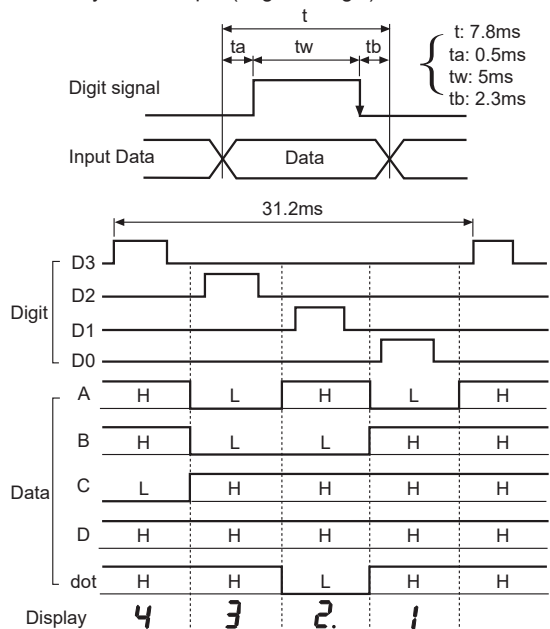 t
ta tw tb
t: 7.8ms
ta: 0.5ms
tw: 5ms
tb: 2.3ms
Digit signal
Input Data Data
31.2ms
Digit
D3
D2
D1
D0
Data
A H L H L H
B H L L H H
C L H H H H
D H H H H H
dot H H L H H
Display 4 3 2. 1